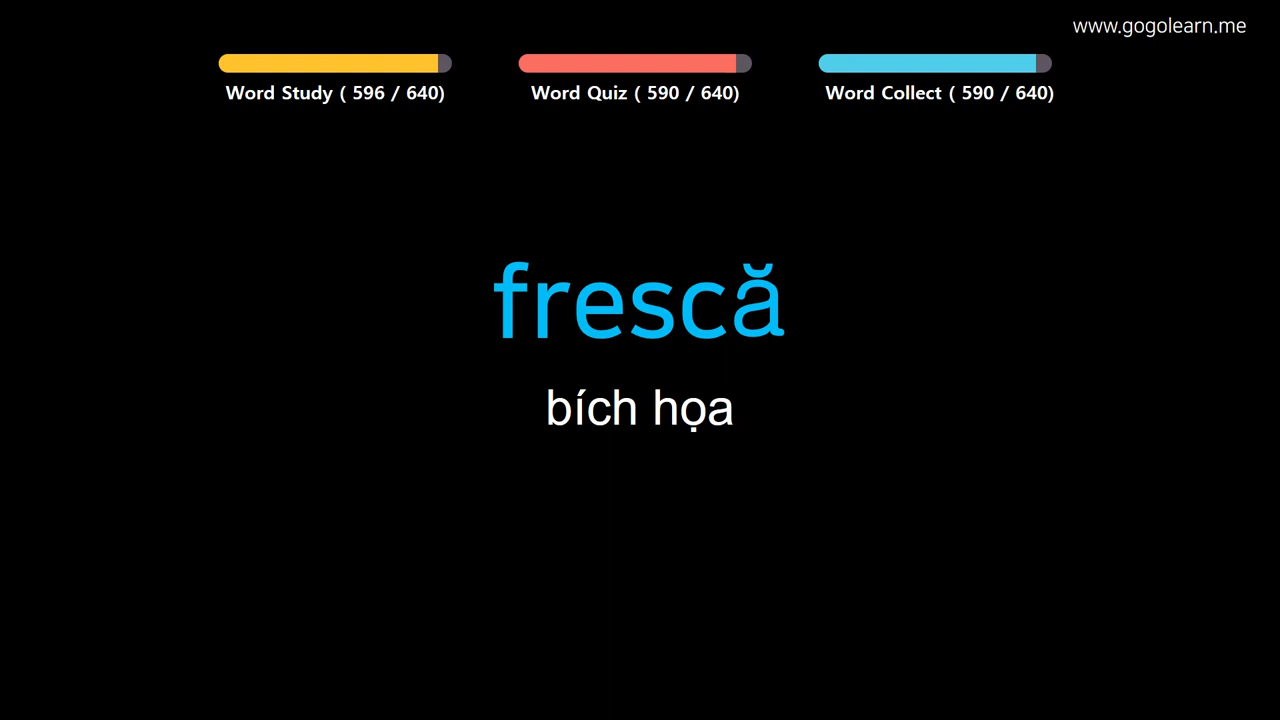 www.gogolearn.me
Word Study ( 596 / 640)
Word Quiz ( 590 / 640)
Word Collect ( 590 / 640)
frescă
bích họa